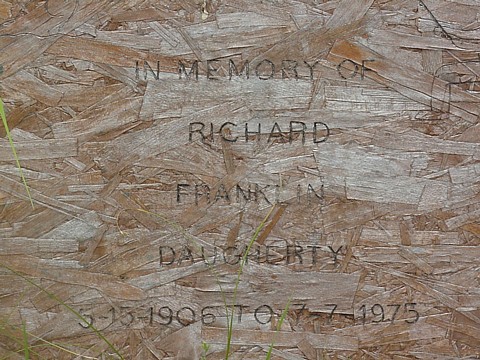 IN MEMORY OF
RICHARD
FRANKLIN
DAUGHERTY
5-15-1906 TO 7-7-1975